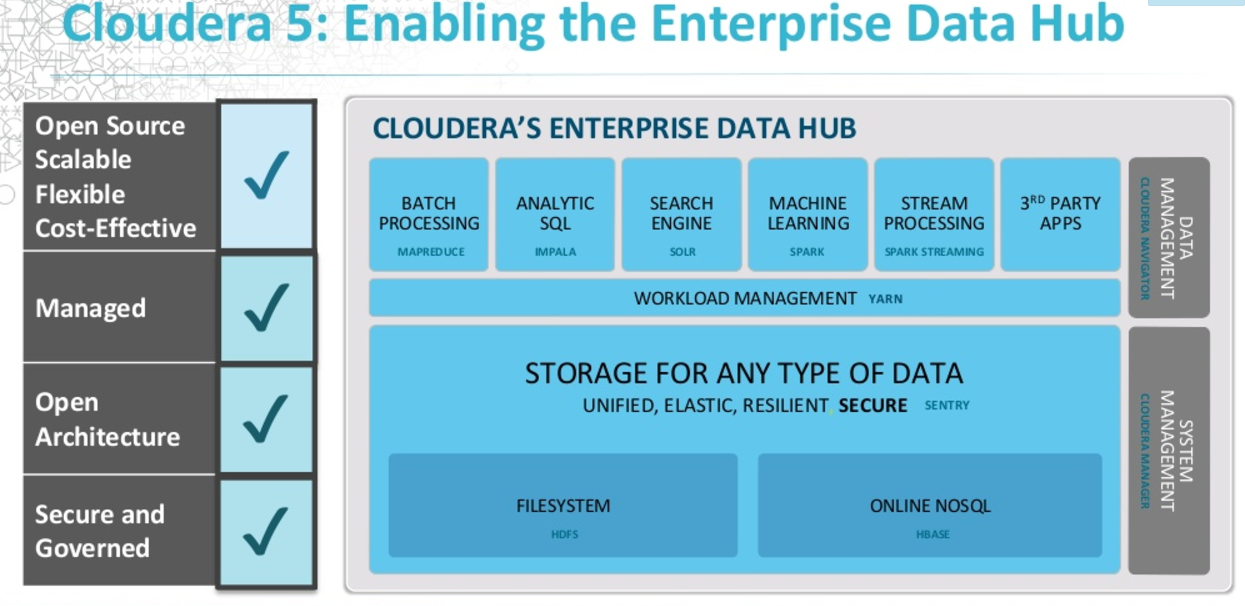 Cloudera 5: Enabling the Enterprise Data Hub
Open Source
Scalable
Flexible
Cost-Effective
Managed
Open
Architecture
Secure and
Governed
CLOUDERA’S ENTERPRISE DATA HUB
BATCH
PROCESSING
MAPREDUCE
ANALYTIC
SQL
IMPALA
SEARCH
ENGINE
SOLR
MACHINE
LEARNING
SPARK
STREAM
PROCESSING
SPARK STREAMING
3RD PARTY
APPS
WORKLOAD MANAGEMENT YARN
STORAGE FOR ANY TYPE OF DATA
UNIFIED, ELASTIC, RESILIENT, SECURE SENTRY
FILESYSTEM
HDFS
ONLINE NOSQL
HBASE
DATA
MANAGEMENT
CLOUDERA NAVIGATOR
SYSTEM
MANAGEMENT
CLOUDERA MANAGER